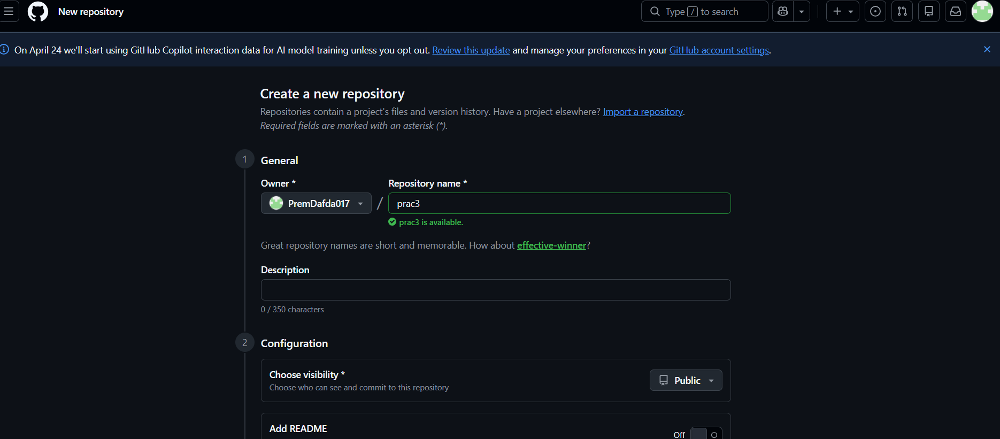 New repository
Type / to search
On April 24 we'll start using GitHub Copilot interaction data for AI model training unless you opt out. Review this update and manage your preferences in your GitHub account settings.
Create a new repository
Repositories contain a project's files and version history. Have a project elsewhere? Import a repository.
Required fields are marked with an asterisk (*).
1 General
Owner * Repository name *
PremDafda017 / prac3
prac3 is available.
Great repository names are short and memorable. How about effective-winner?
Description
0 / 350 characters
2 Configuration
Choose visibility *
Choose who can see and commit to this repository
Public
Add README
Off